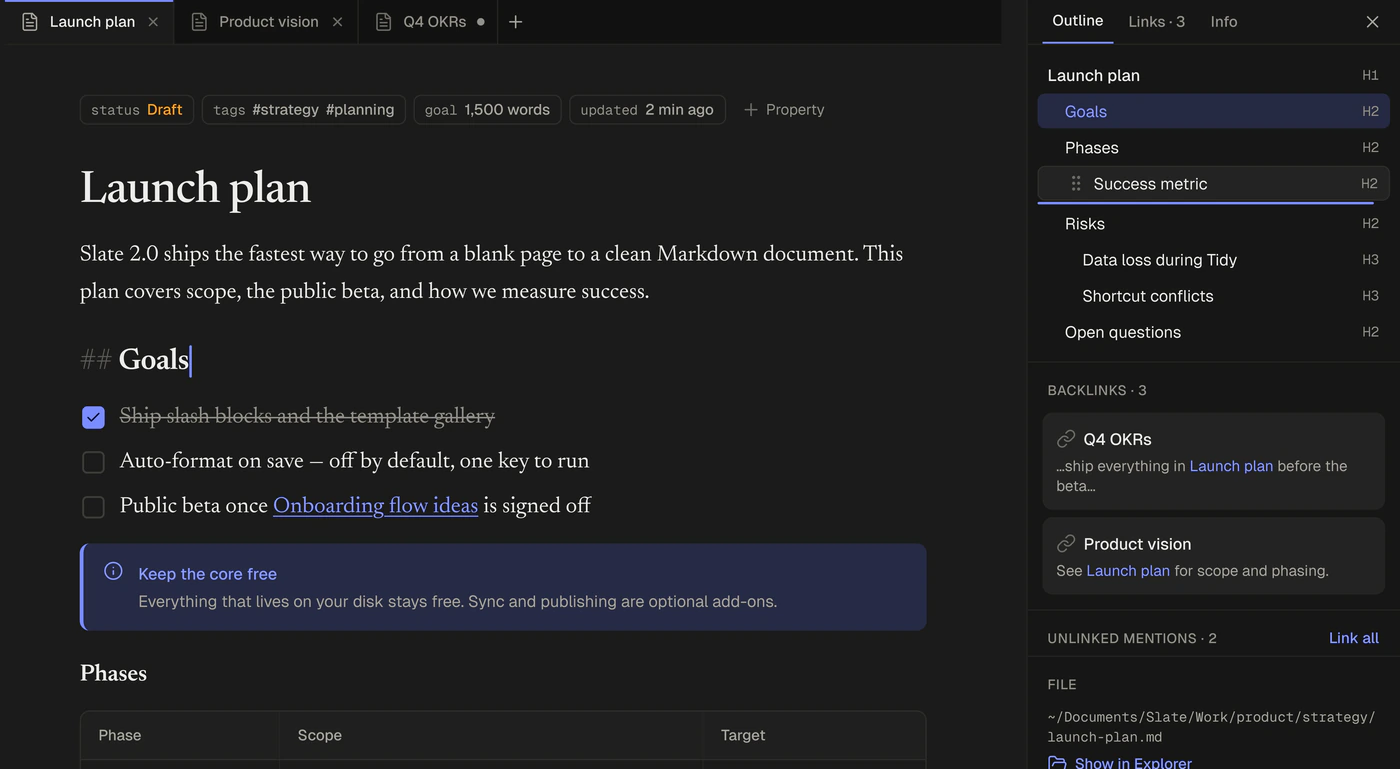 Launch plan
Product vision
Q4 OKRs
status Draft
tags #strategy #planning
goal 1,500 words
updated 2 min ago
+ Property
Launch plan
Slate 2.0 ships the fastest way to go from a blank page to a clean Markdown document. This
plan covers scope, the public beta, and how we measure success.
## Goals
Ship slash blocks and the template gallery
Auto-format on save — off by default, one key to run
Public beta once Onboarding flow ideas is signed off
Keep the core free
Everything that lives on your disk stays free. Sync and publishing are optional add-ons.
Phases
Phase Scope Target
Outline Links · 3 Info
Launch plan H1
Goals H2
Phases H2
Success metric H2
Risks H2
Data loss during Tidy H3
Shortcut conflicts H3
Open questions H2
BACKLINKS · 3
Q4 OKRs
…ship everything in Launch plan before the
beta…
Product vision
See Launch plan for scope and phasing.
UNLINKED MENTIONS · 2 Link all
FILE
~/Documents/Slate/Work/product/strategy/
launch-plan.md
Show in Explorer